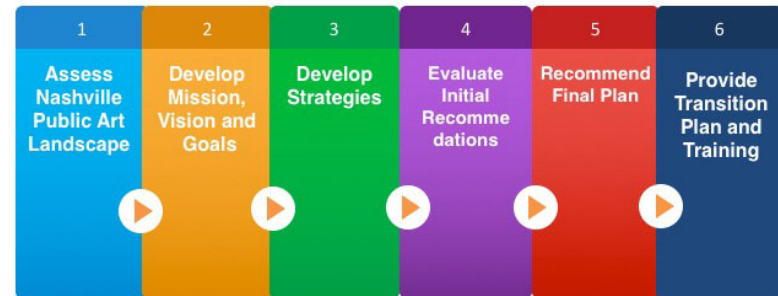 1
Assess
Nashville
Public Art
Landscape
2
Develop
Mission,
Vision and
Goals
3
Develop
Strategies
4
Evaluate
Initial
Recomme
dations
5
Recommend
Final Plan
6
Provide
Transition
Plan and
Training